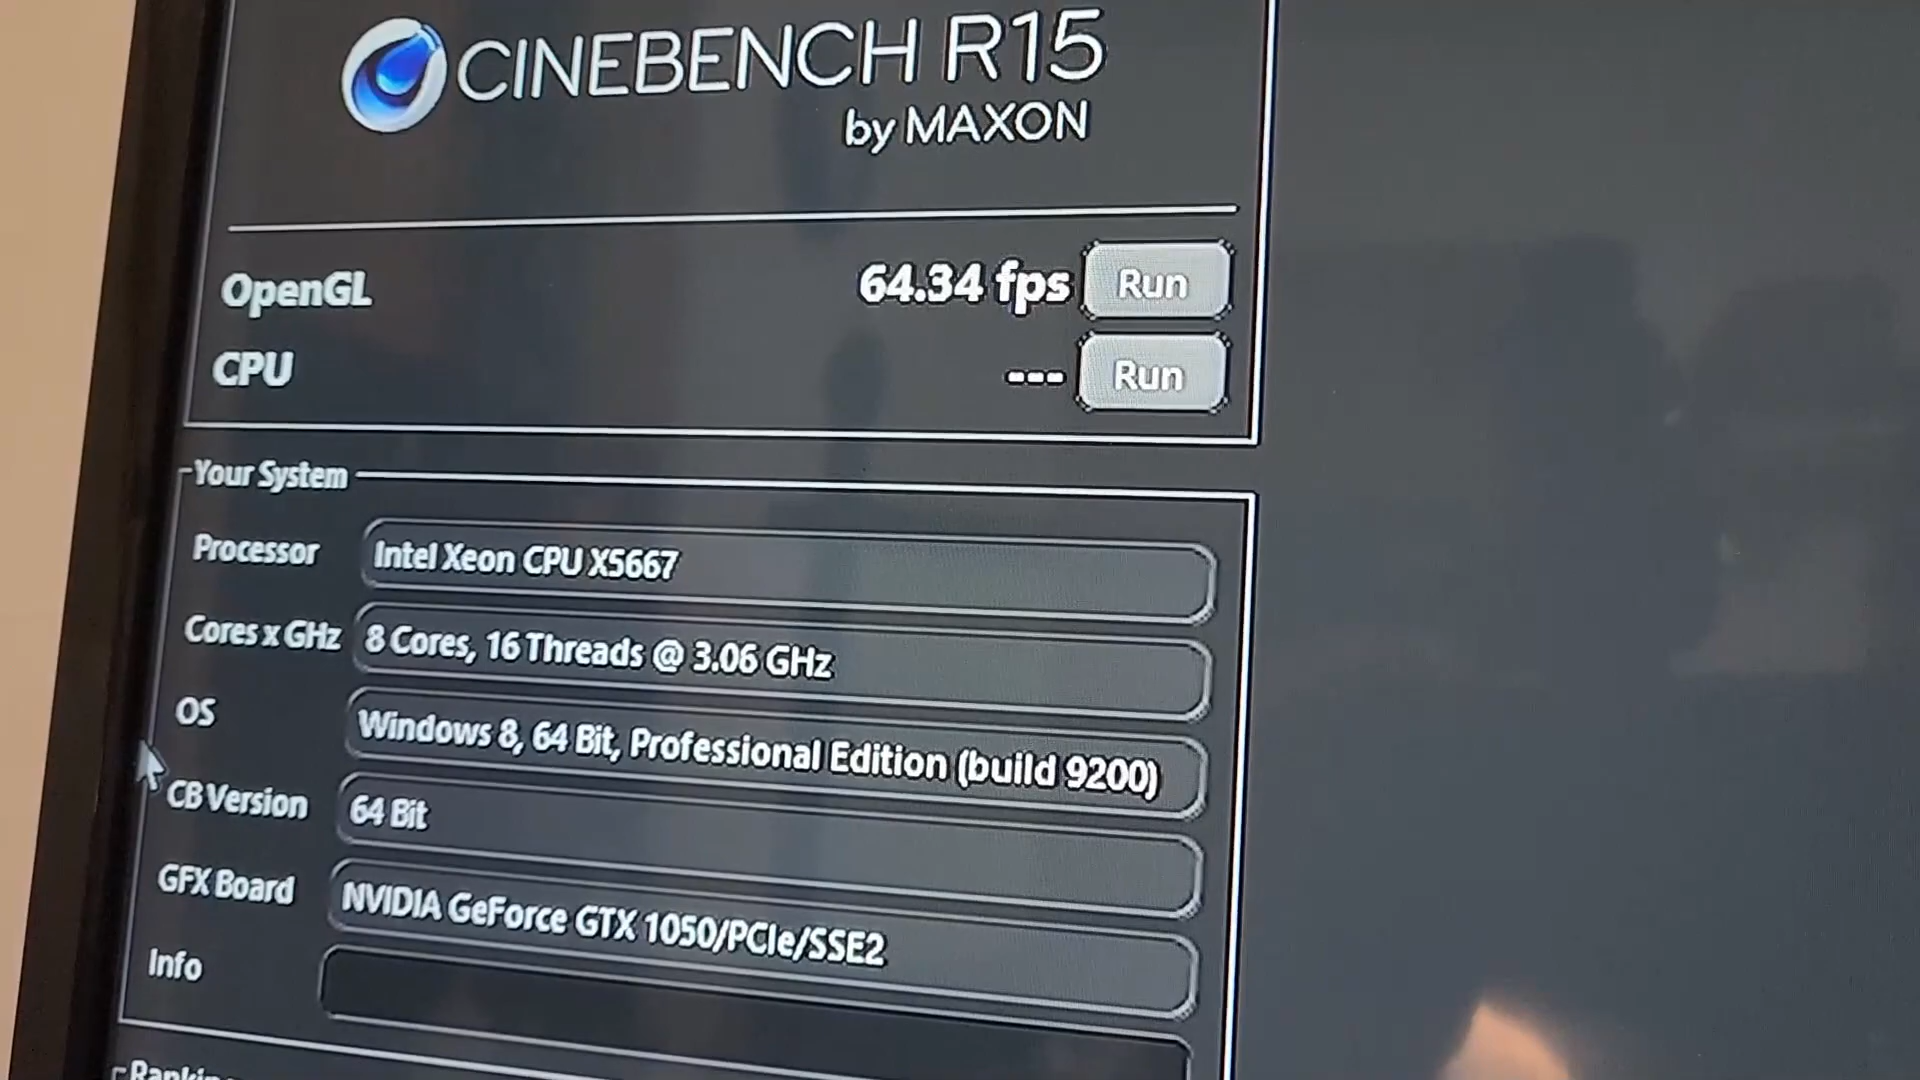 CINEBENCH R15
by MAXON
OpenGL 64.34 fps Run
CPU --- Run
Your System
Processor Intel Xeon CPU X5667
Cores x GHz 8 Cores, 16 Threads @ 3.06 GHz
OS Windows 8, 64 Bit, Professional Edition (build 9200)
CB Version 64 Bit
GFX Board NVIDIA GeForce GTX 1050/PCIe/SSE2
Info